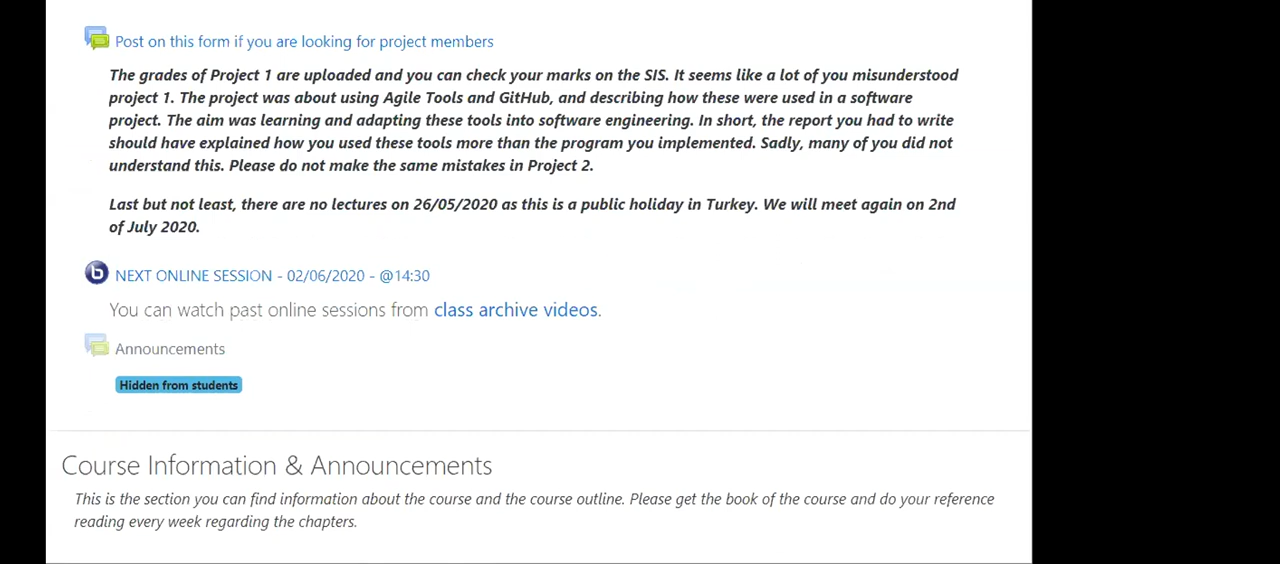 Post on this form if you are looking for project members
The grades of Project 1 are uploaded and you can check your marks on the SIS. It seems like a lot of you misunderstood
project 1. The project was about using Agile Tools and GitHub, and describing how these were used in a software
project. The aim was learning and adapting these tools into software engineering. In short, the report you had to write
should have explained how you used these tools more than the program you implemented. Sadly, many of you did not
understand this. Please do not make the same mistakes in Project 2.
Last but not least, there are no lectures on 26/05/2020 as this is a public holiday in Turkey. We will meet again on 2nd
of July 2020.
b NEXT ONLINE SESSION - 02/06/2020 - @14:30
You can watch past online sessions from class archive videos.
Announcements
Hidden from students
Course Information & Announcements
This is the section you can find information about the course and the course outline. Please get the book of the course and do your reference
reading every week regarding the chapters.